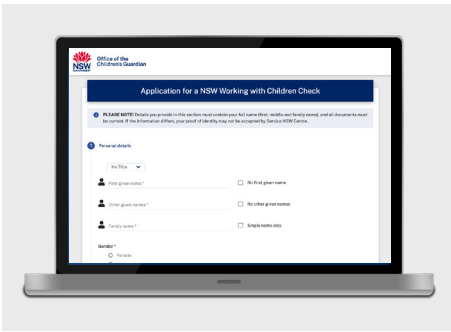 NSW
Office of the
Children's Guardian
Application for a NSW Working with Children Check
PLEASE NOTE! Details you provide in this section must contain your full name (first, middle and family name), and all documents must
be current. If the information differs, your proof of identity may not be accepted by Service NSW Centre.
1 Personal details
No Title
First given name*
No first given name
Other given names*
No other given names
Family name*
Single name only
Gender*
Female